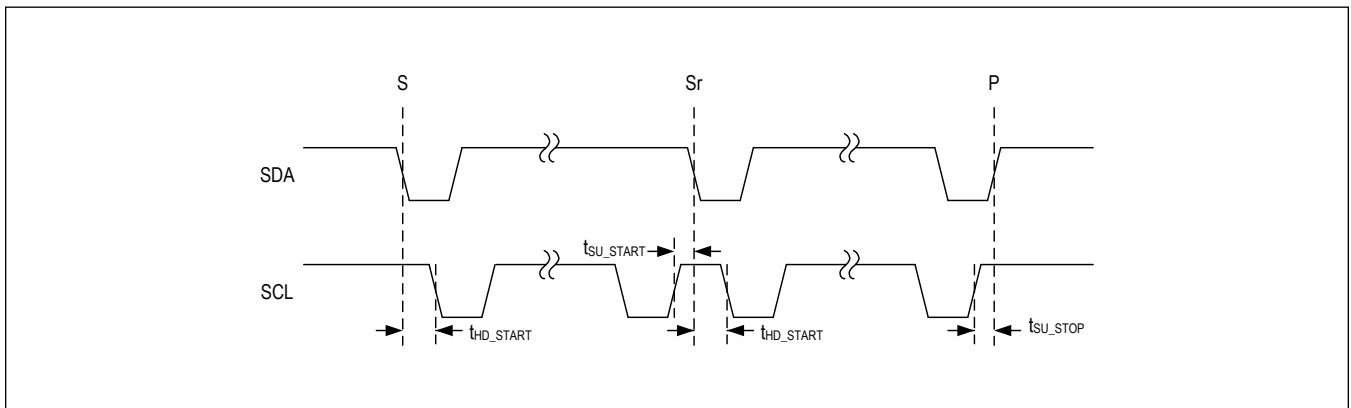 S Sr P
SDA
tSU_START
SCL
tHD_START tHD_START tSU_STOP